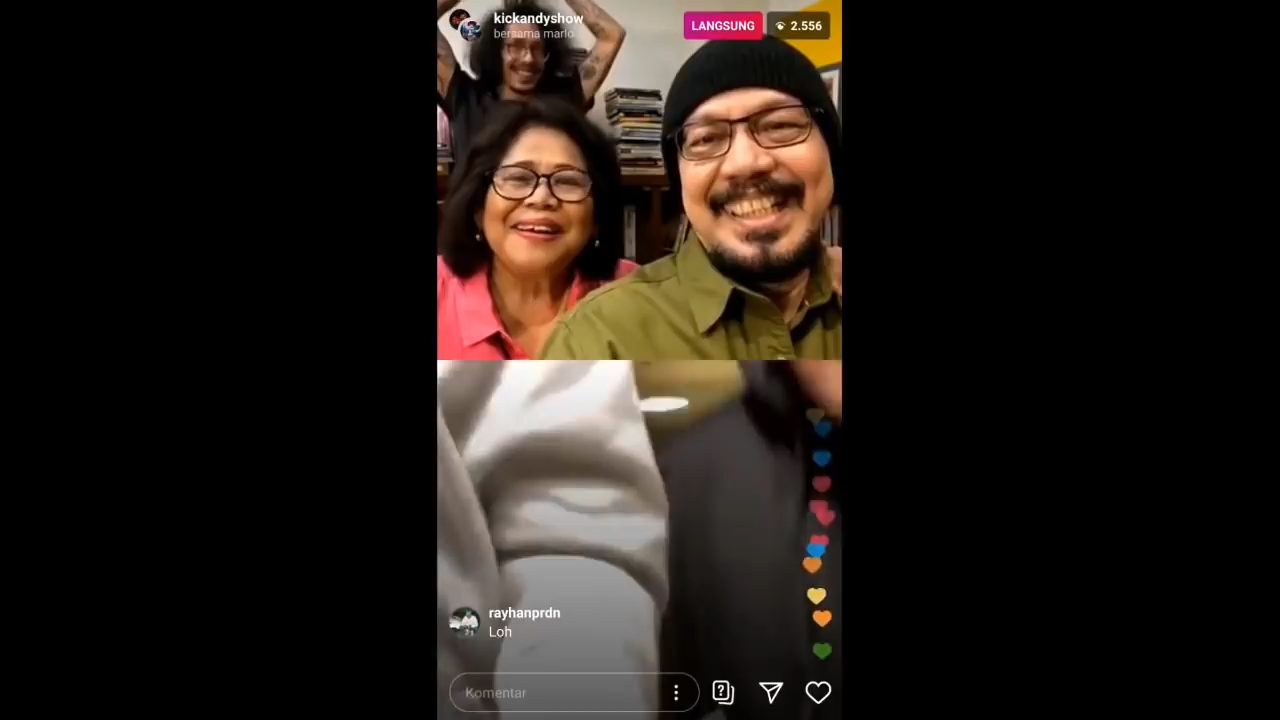 kickandyshow
bersama marlo
LANGSUNG
2.556
rayhanprdn
Loh
Komentar